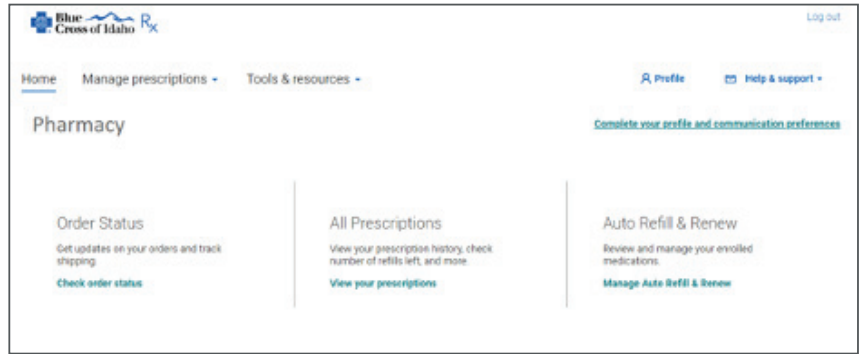 Blue
Cross of Idaho Rx
Log out
Home Manage prescriptions Tools & resources Profile Help & support
Pharmacy
Complete your profile and communication preferences
Order Status
Get updates on your orders and track
shipping.
Check order status
All Prescriptions
View your prescription history, check
number of refills left, and more.
View your prescriptions
Auto Refill & Renew
Review and manage your enrolled
medications.
Manage Auto Refill & Renew